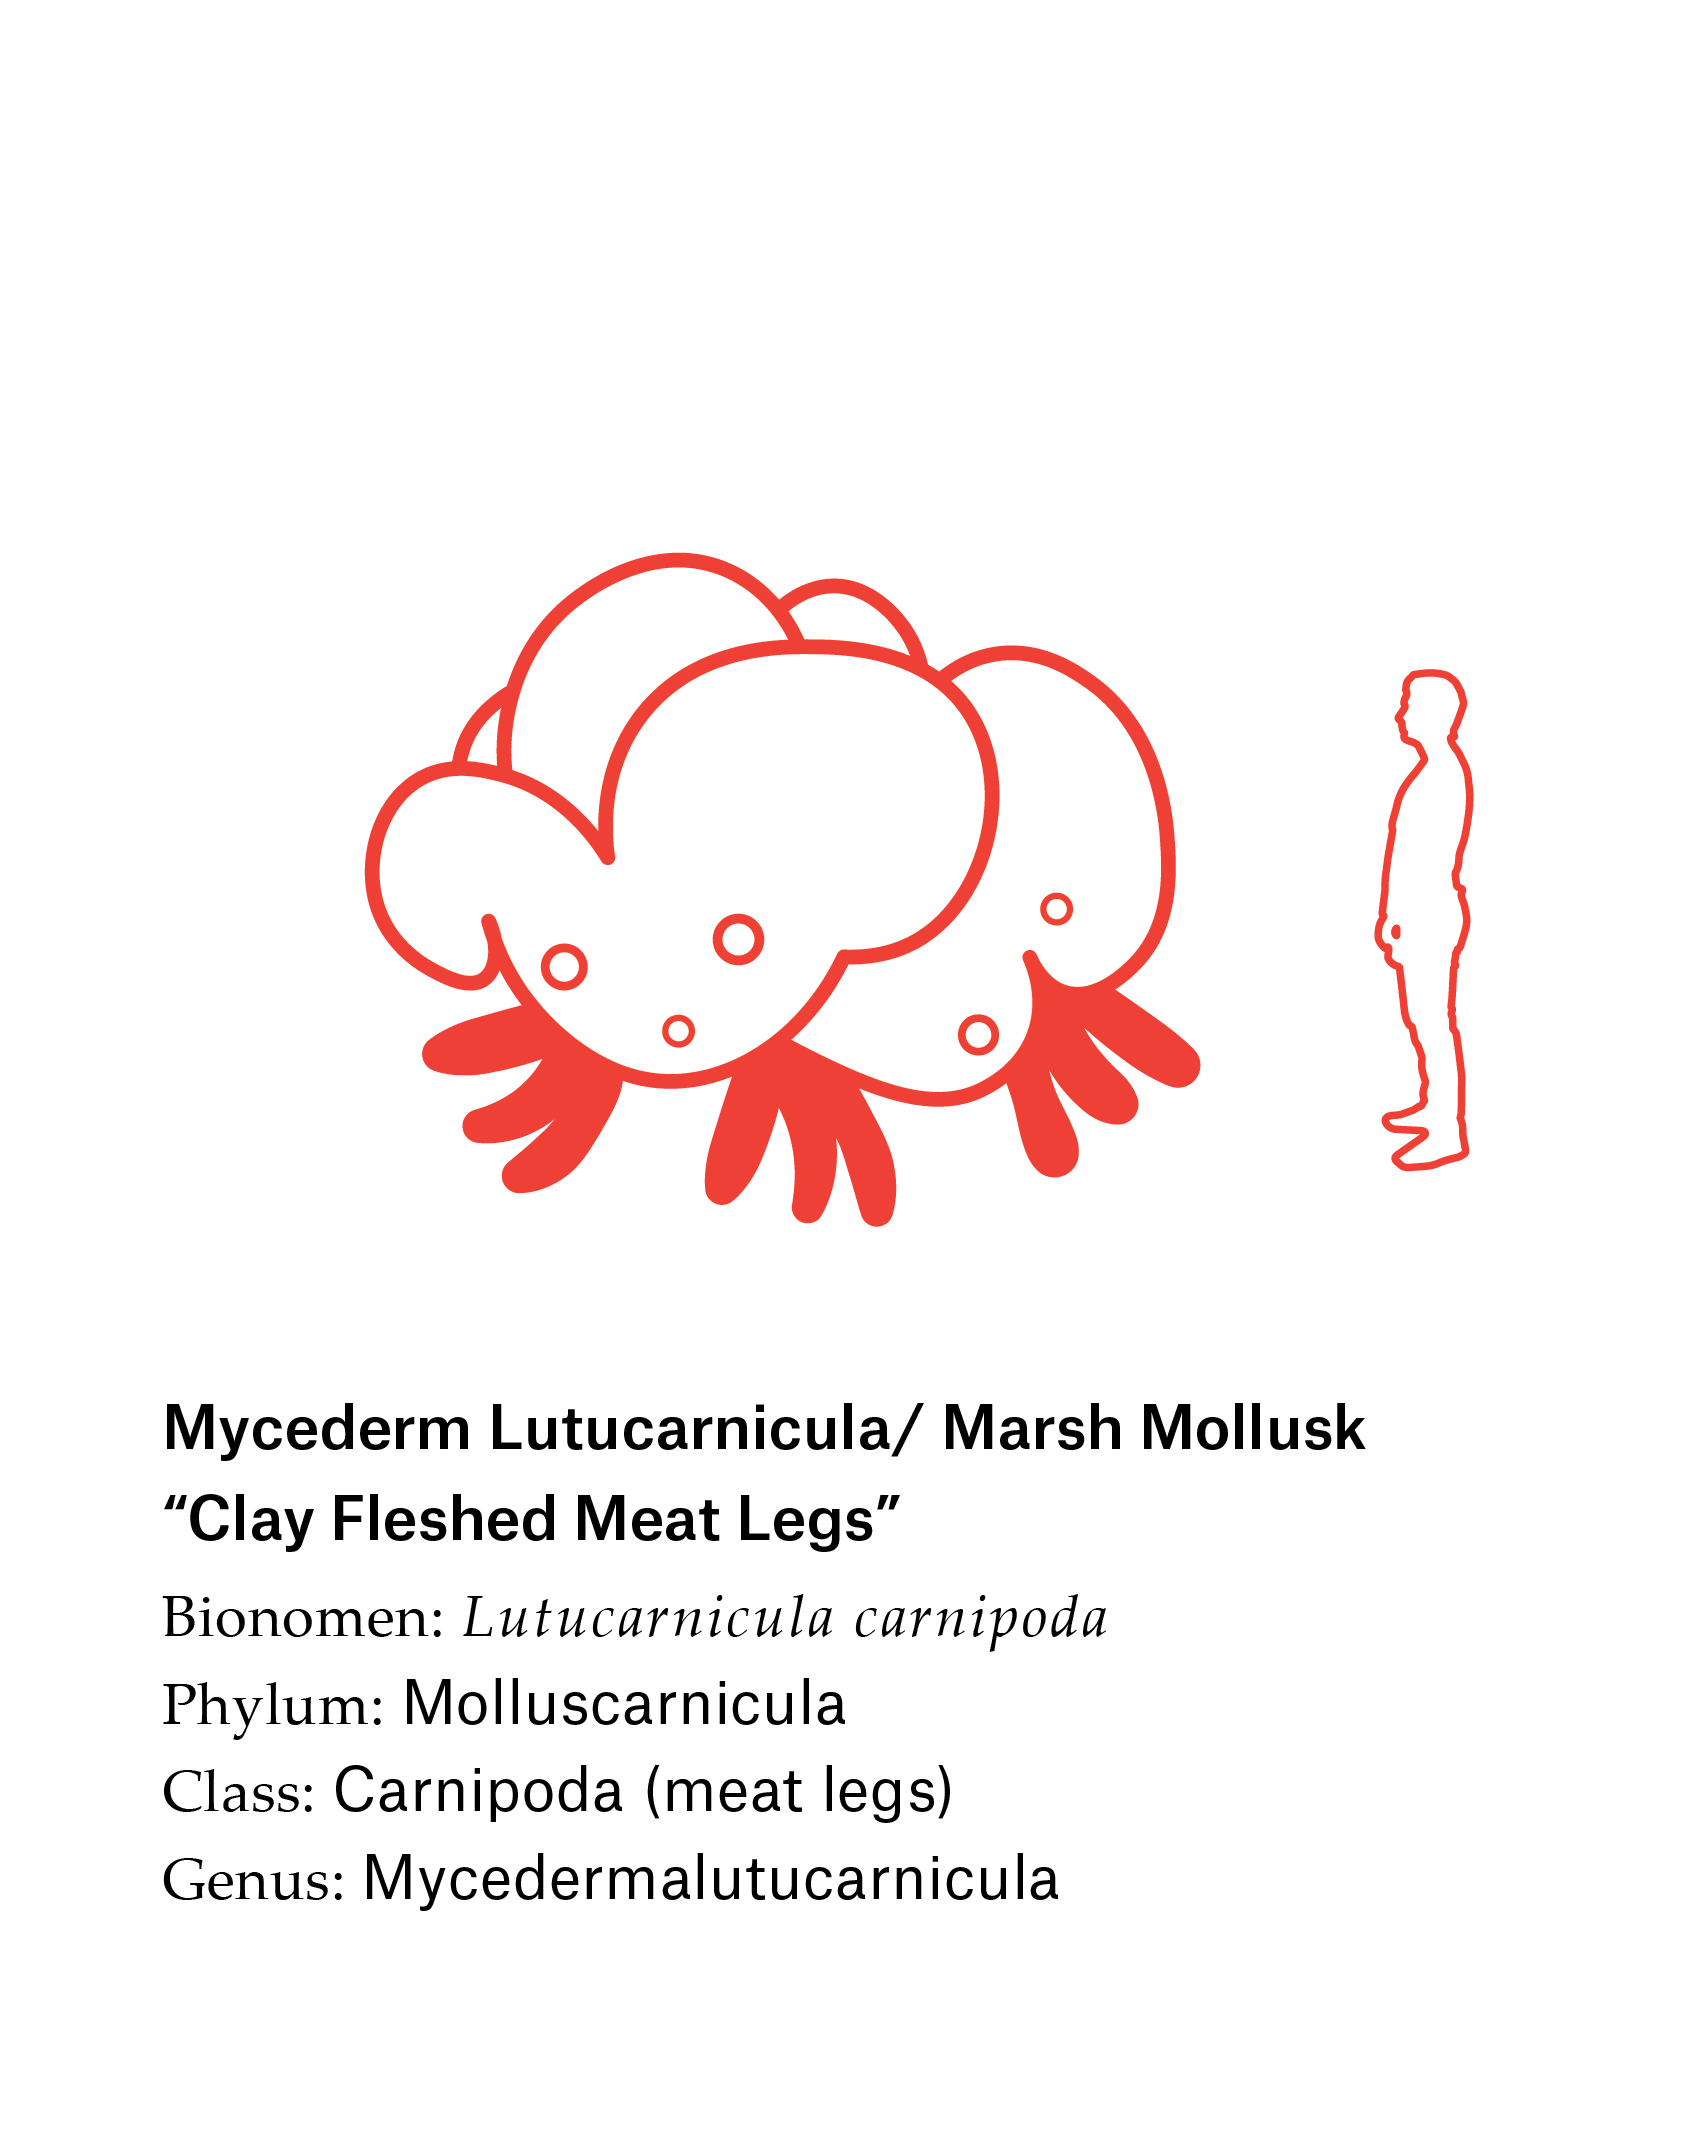 Mycederm Lutucarnicula/ Marsh Mollusk
“Clay Fleshed Meat Legs”
Bionomen: Lutucarnicula carnipoda
Phylum: Molluscarnicula
Class: Carnipoda (meat legs)
Genus: Mycedermalutucarnicula